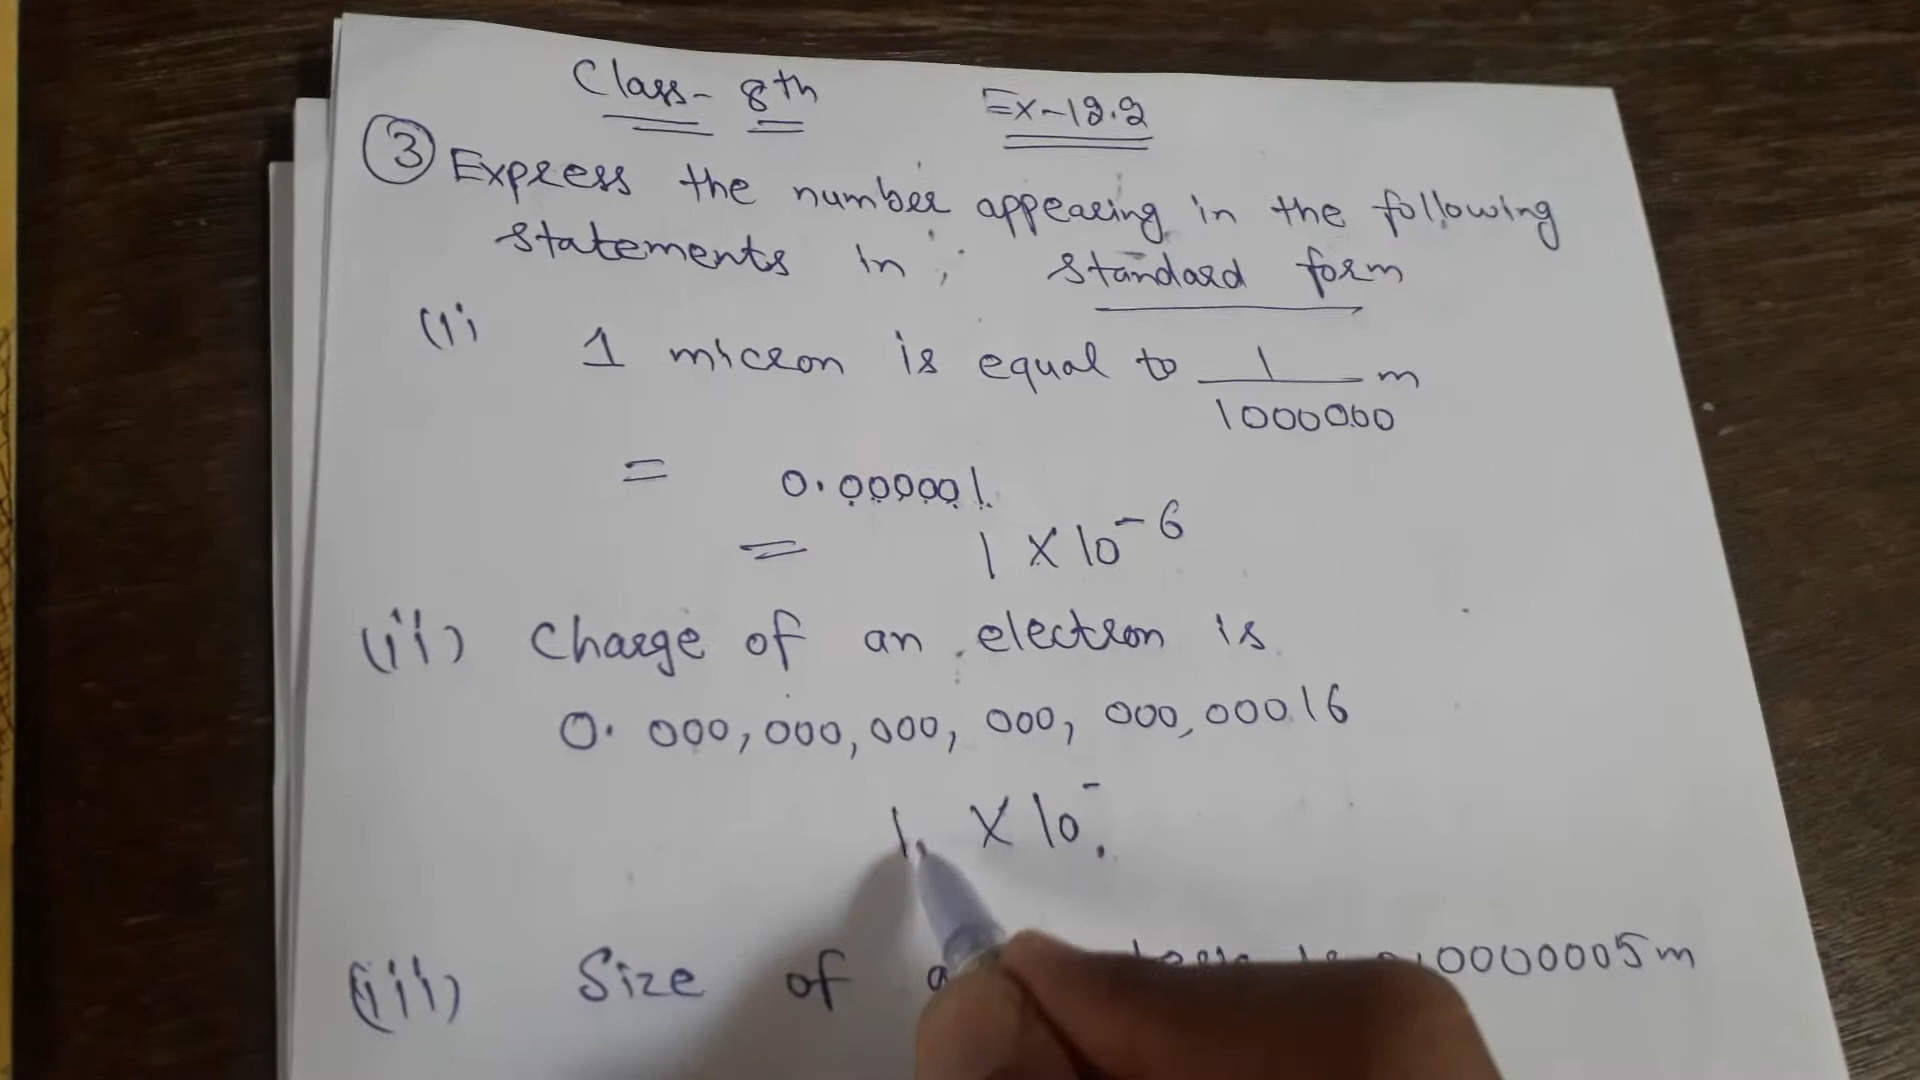 Class- 8th Ex-12.2
③ Express the number appearing in the following
statements in standard form
(i) 1 micron is equal to 1/1000000 m
= 0.000001
= 1 × 10⁻⁶
(ii) Charge of an electron is
0. 000,000,000, 000, 000,00016
1. × 10⁻
(iii) Size of 0.0000005m